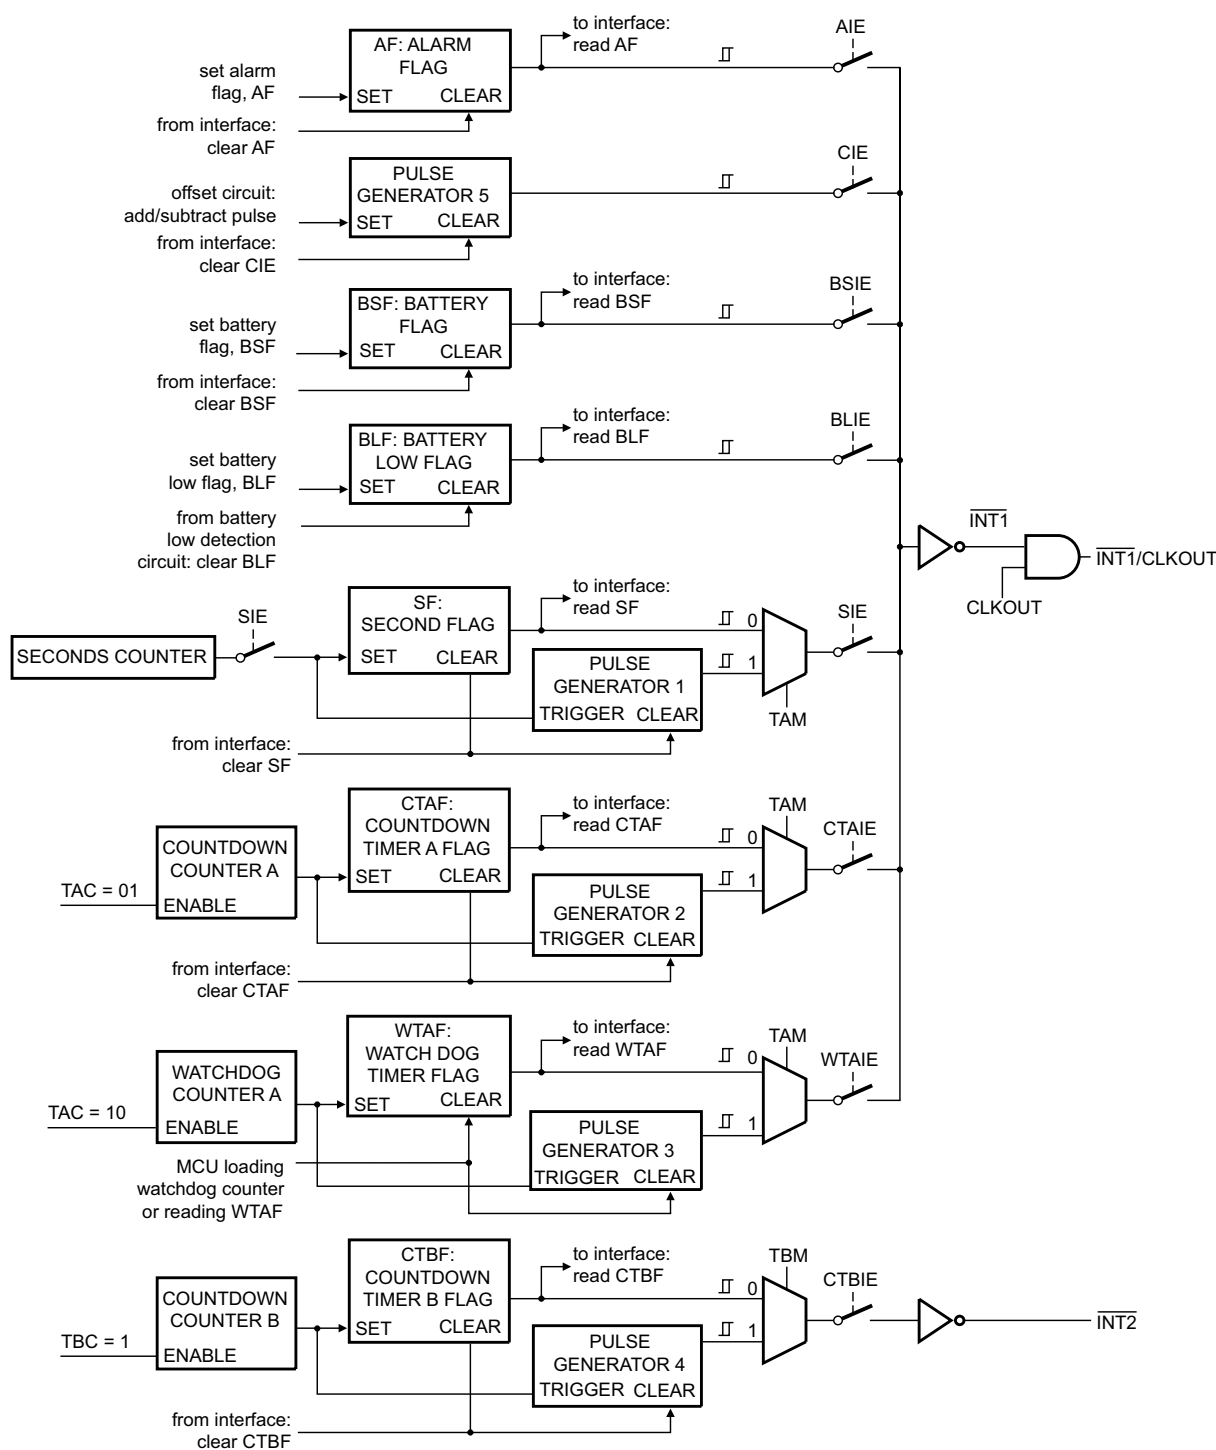 to interface:
read AF
AF: ALARM
FLAG
SET CLEAR
set alarm
flag, AF
from interface:
clear AF
AIE
PULSE
GENERATOR 5
SET CLEAR
offset circuit:
add/subtract pulse
from interface:
clear CIE
CIE
to interface:
read BSF
BSF: BATTERY
FLAG
SET CLEAR
set battery
flag, BSF
from interface:
clear BSF
BSIE
to interface:
read BLF
BLF: BATTERY
LOW FLAG
SET CLEAR
set battery
low flag, BLF
from battery
low detection
circuit: clear BLF
BLIE
INT1
INT1/CLKOUT
CLKOUT
to interface:
read SF
SF:
SECOND FLAG
SET CLEAR
SIE
SECONDS COUNTER
PULSE
GENERATOR 1
TRIGGER CLEAR
0
1
TAM
SIE
from interface:
clear SF
to interface:
read CTAF
CTAF:
COUNTDOWN
TIMER A FLAG
SET CLEAR
COUNTDOWN
COUNTER A
ENABLE
TAC = 01
PULSE
GENERATOR 2
TRIGGER CLEAR
0
1
TAM
CTAIE
from interface:
clear CTAF
to interface:
read WTAF
WTAF:
WATCH DOG
TIMER FLAG
SET CLEAR
WATCHDOG
COUNTER A
ENABLE
TAC = 10
PULSE
GENERATOR 3
TRIGGER CLEAR
0
1
TAM
WTAIE
MCU loading
watchdog counter
or reading WTAF
to interface:
read CTBF
CTBF:
COUNTDOWN
TIMER B FLAG
SET CLEAR
COUNTDOWN
COUNTER B
ENABLE
TBC = 1
PULSE
GENERATOR 4
TRIGGER CLEAR
0
1
TBM
CTBIE
INT2
from interface:
clear CTBF